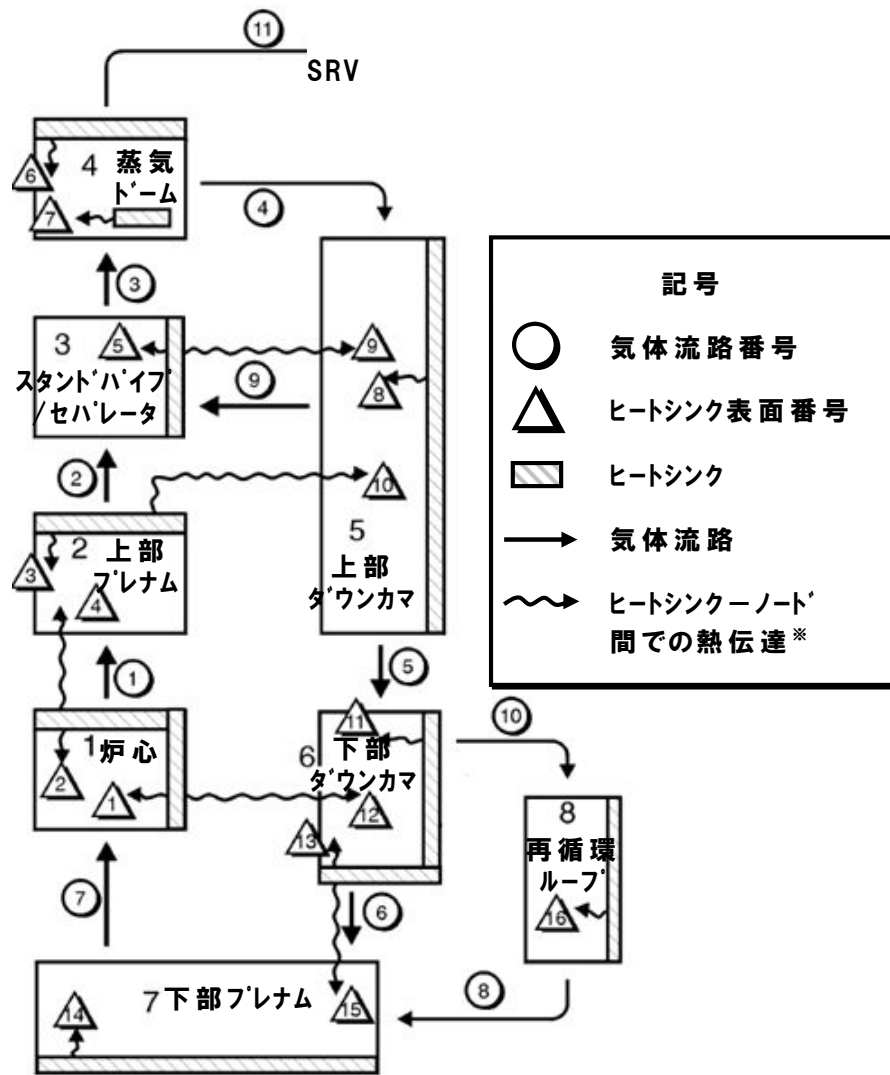 ⑪
SRV
4 蒸気
ドーム
6
7
④
③
3
5
スタンドパイプ
/セパレータ
9
8
⑨
②
10
2 上部
プレナム
3
4
5
上部
ダウンカマ
①
⑤
1 炉心
2
1
11
6 下部
ダウンカマ
12
13
⑩
8
再循環
ループ
16
⑦
⑥
7 下部プレナム
14
15
⑧
記号
気体流路番号
ヒートシンク表面番号
ヒートシンク
気体流路
ヒートシンクーノード
間での熱伝達※